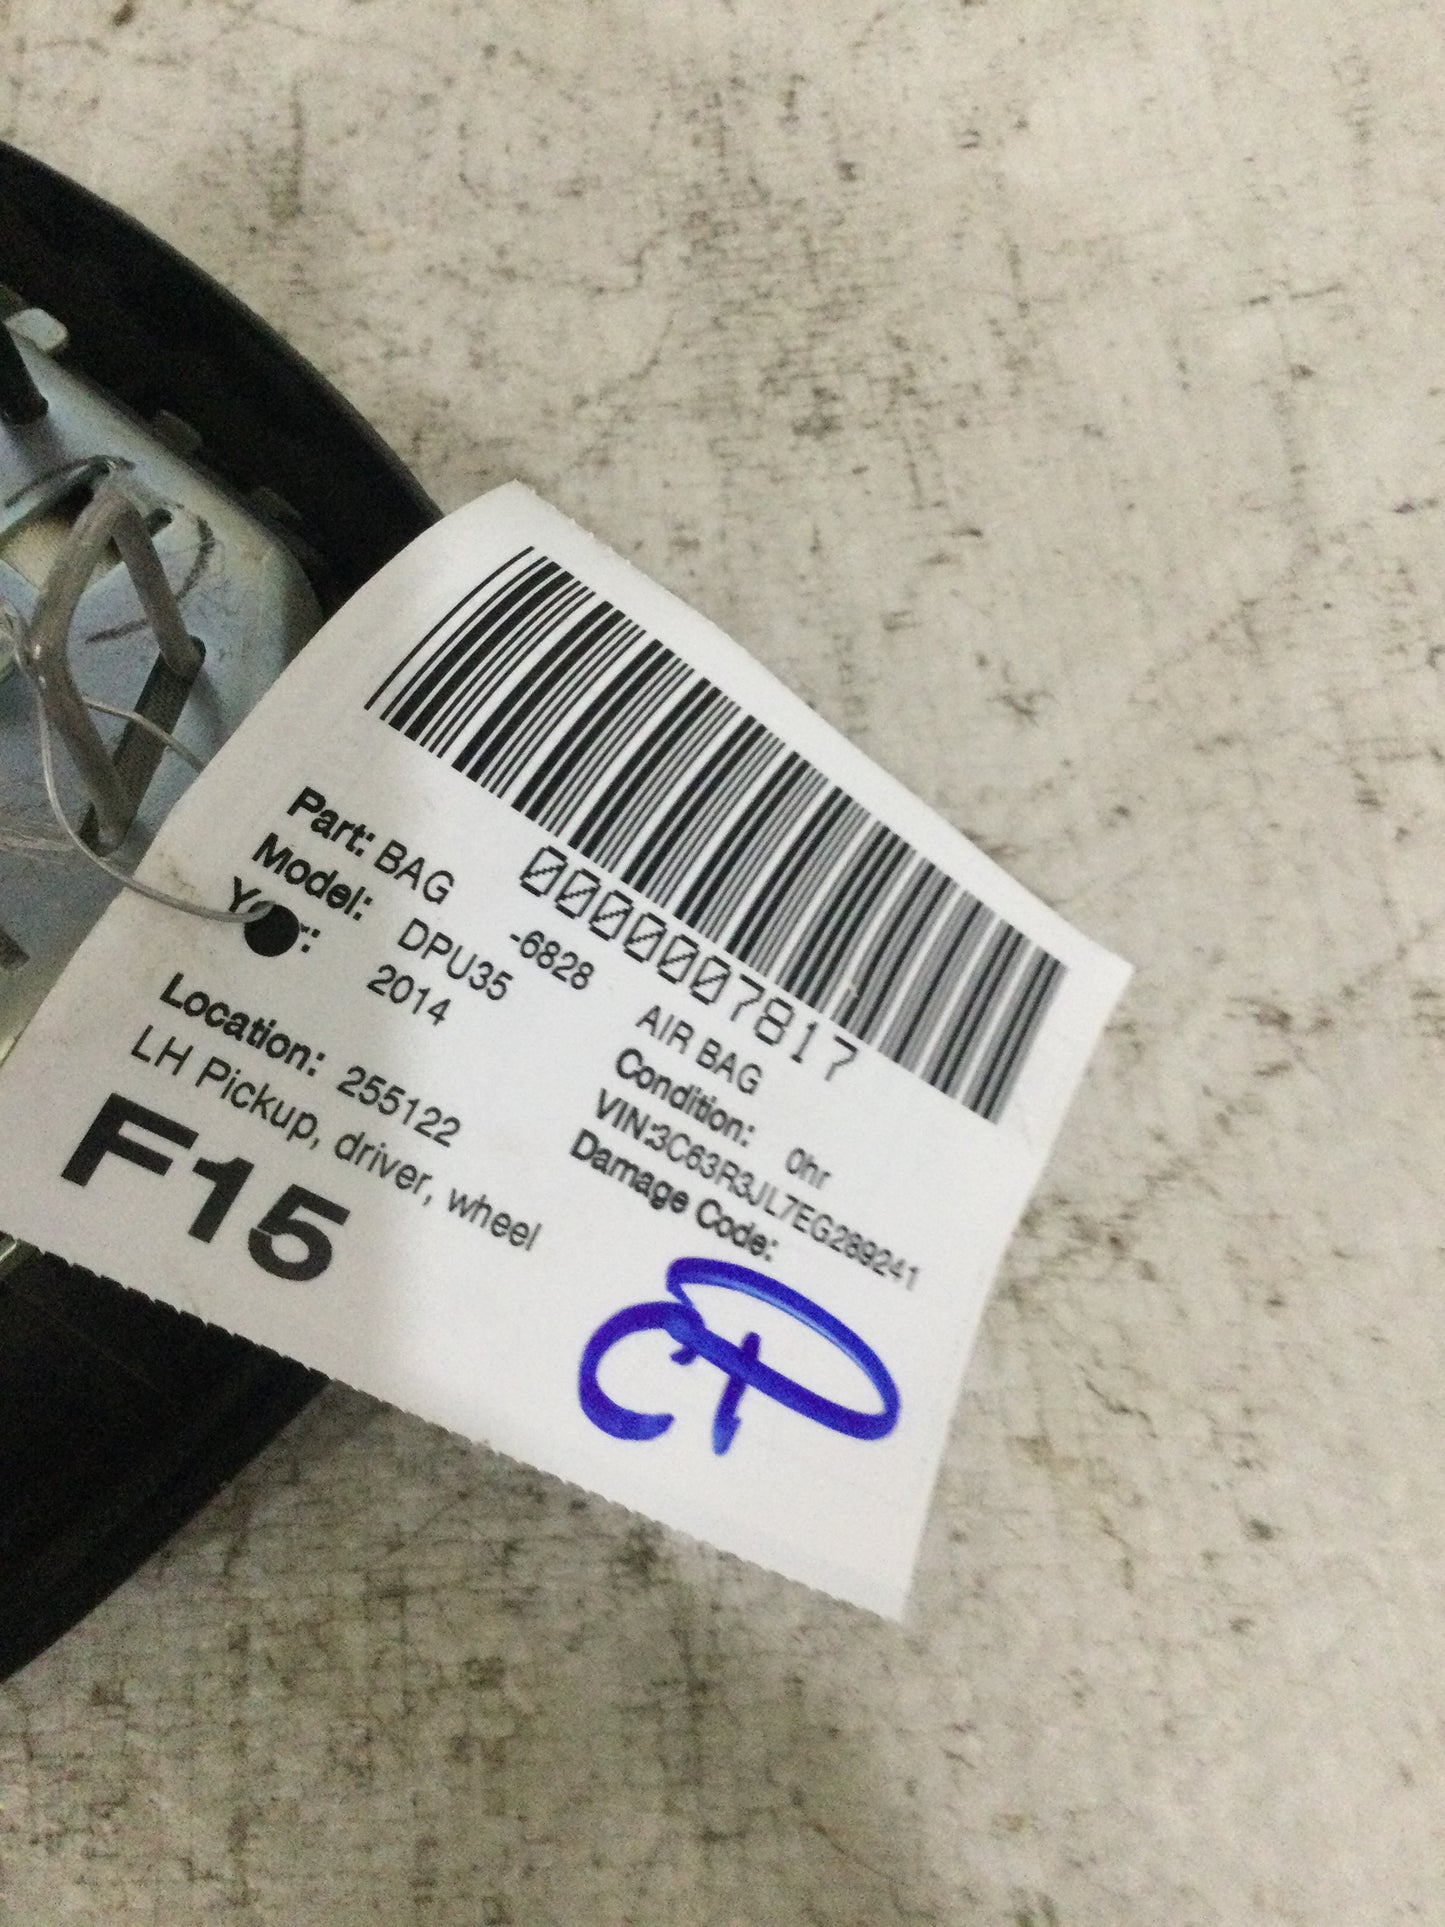 0000007817
Part: BAG -6828 AIR BAG
Model: DPU35 Condition: 0hr
2014 VIN:3C63R3JL7EG289241
Location: 255122 Damage Code:
LH Pickup, driver, wheel
F15